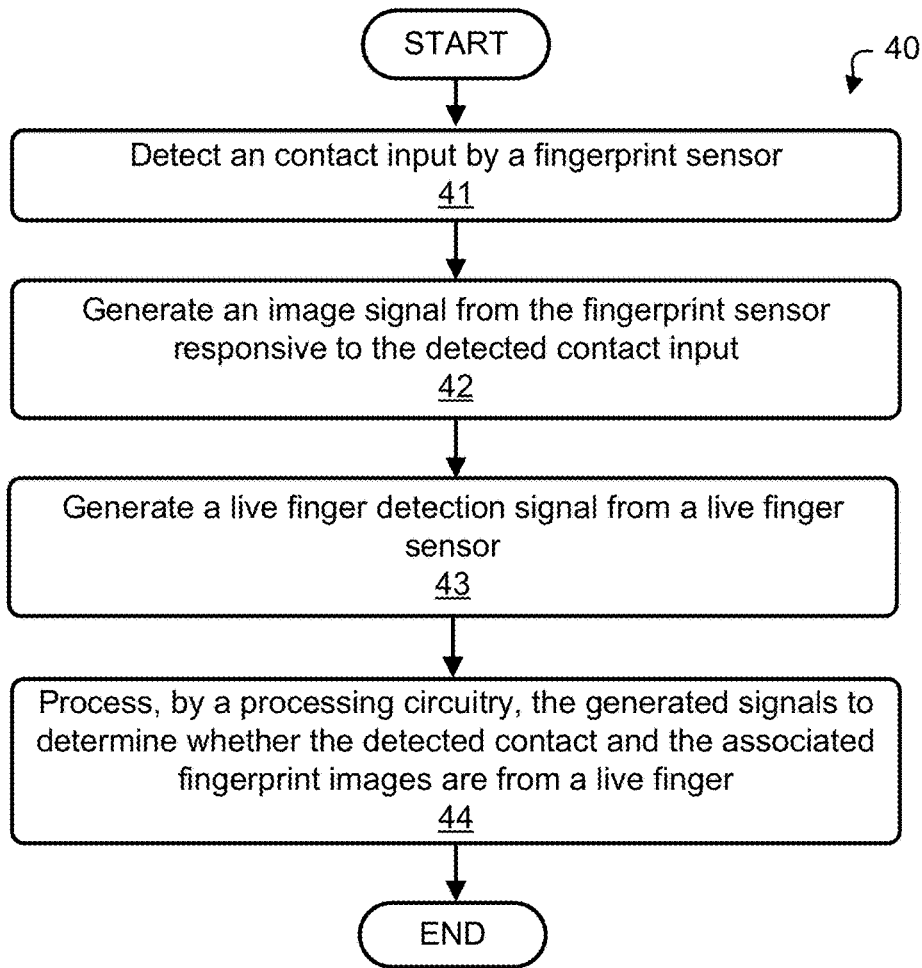 START
40
Detect an contact input by a fingerprint sensor
41
Generate an image signal from the fingerprint sensor
responsive to the detected contact input
42
Generate a live finger detection signal from a live finger
sensor
43
Process, by a processing circuitry, the generated signals to
determine whether the detected contact and the associated
fingerprint images are from a live finger
44
END